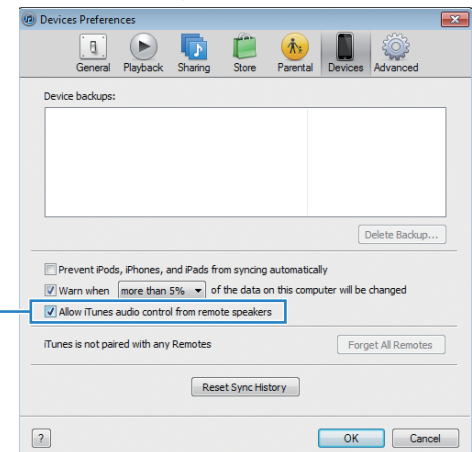 Devices Preferences
General Playback Sharing Store Parental Devices Advanced
Device backups:
Delete Backup...
Prevent iPods, iPhones, and iPads from syncing automatically
Warn when more than 5% of the data on this computer will be changed
Allow iTunes audio control from remote speakers
iTunes is not paired with any Remotes Forget All Remotes
Reset Sync History
? OK Cancel